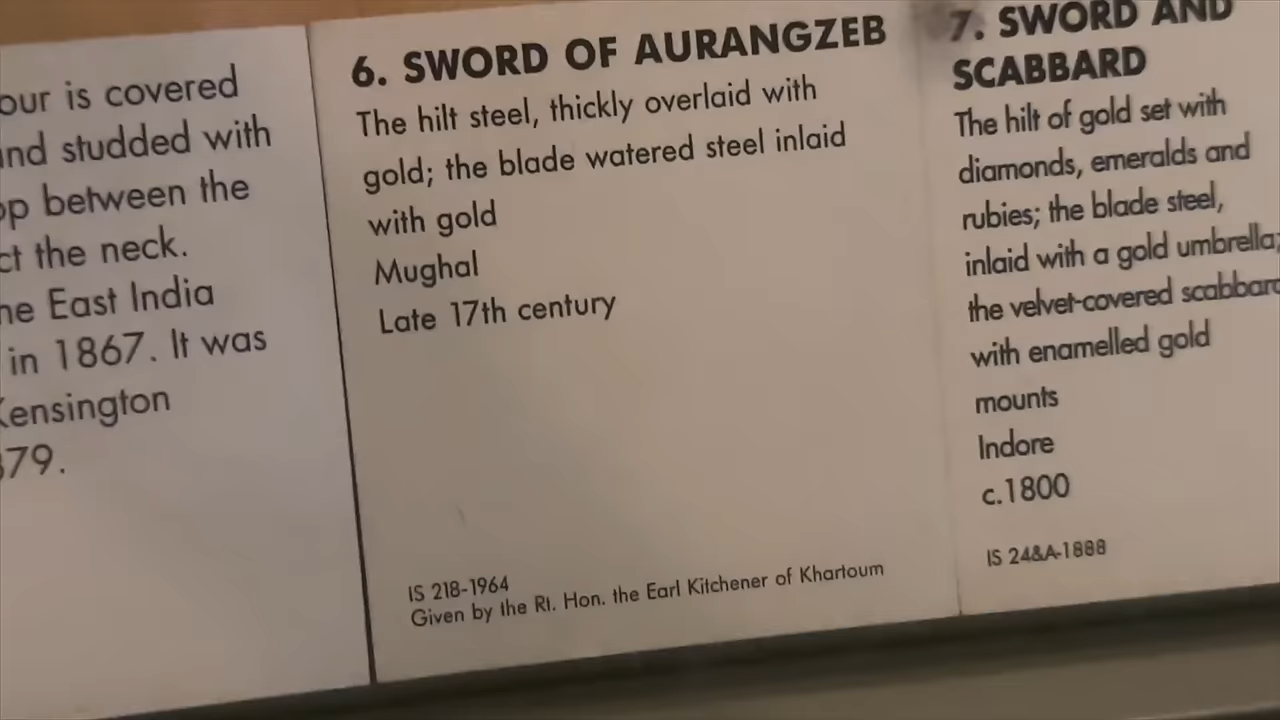 our is covered
and studded with
between the
the neck.
East India
in 1867. It was
Kensington
6. SWORD OF AURANGZEB
The hilt steel, thickly overlaid with
gold; the blade watered steel inlaid
with gold
Mughal
Late 17th century
IS 218-1964
Given by the Rt. Hon. the Earl Kitchener of Khartoum
7. SWORD AND
SCABBARD
The hilt of gold set with
diamonds, emeralds and
rubies; the blade steel,
inlaid with a gold umbrella;
the velvet-covered scabbard
with enamelled gold
mounts
Indore
c.1800
IS 24&A-1888